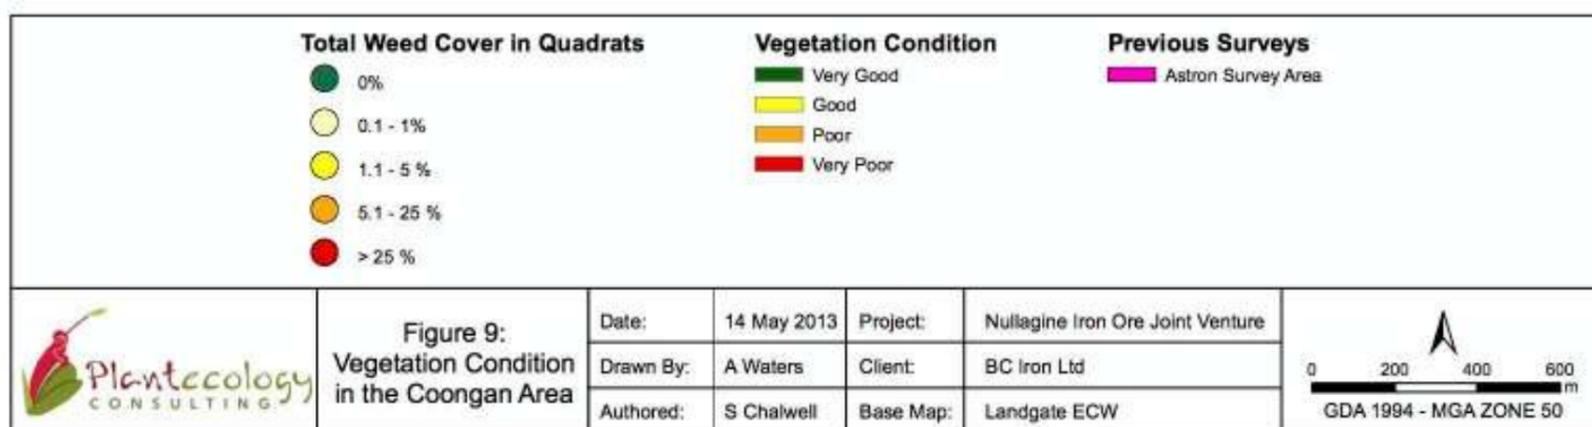 Total Weed Cover in Quadrats
0%
0.1 - 1%
1.1 - 5 %
5.1 - 25 %
> 25 %
Vegetation Condition
Very Good
Good
Poor
Very Poor
Previous Surveys
Astron Survey Area
Plantecology
CONSULTING
Figure 9:
Vegetation Condition
in the Coongan Area
Date: 14 May 2013 Project: Nullagine Iron Ore Joint Venture
Drawn By: A Waters Client: BC Iron Ltd
Authored: S Chalwell Base Map: Landgate ECW
0 200 400 600
m
GDA 1994 - MGA ZONE 50